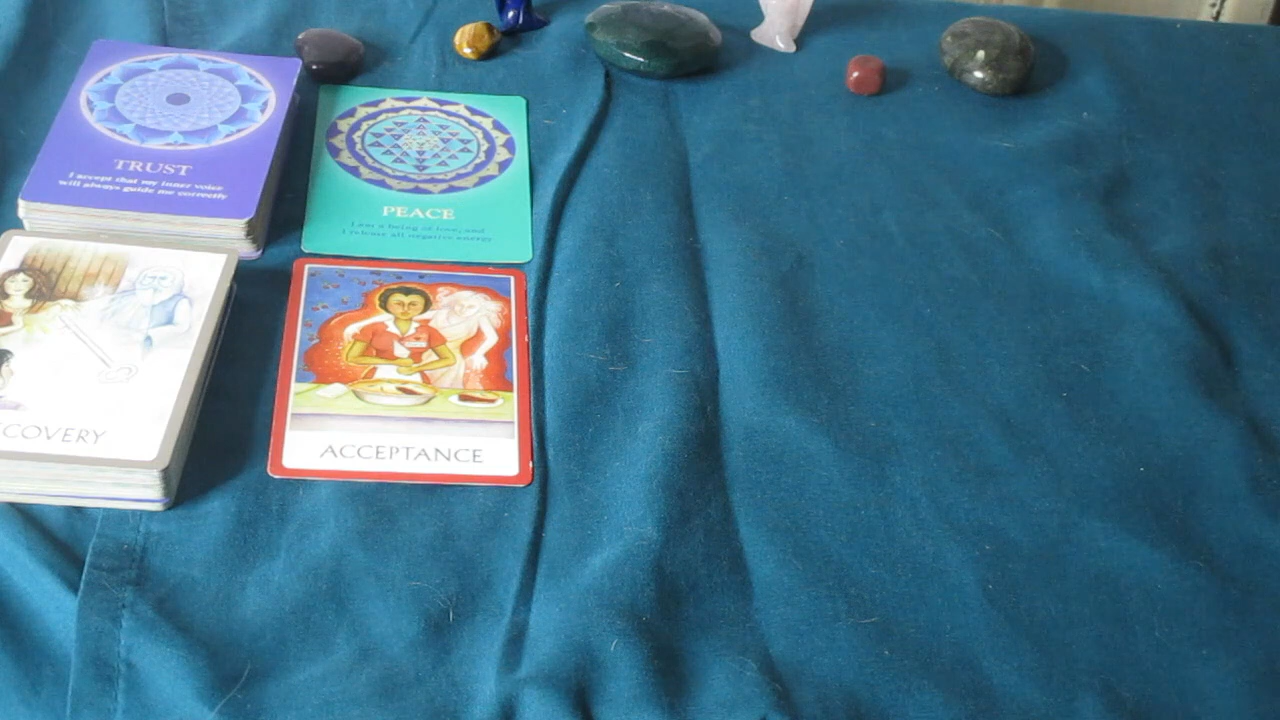 TRUST
I accept that my inner voice
will always guide me correctly
PEACE
I am a being of love, and
I release all negative energy
COVERY
ACCEPTANCE